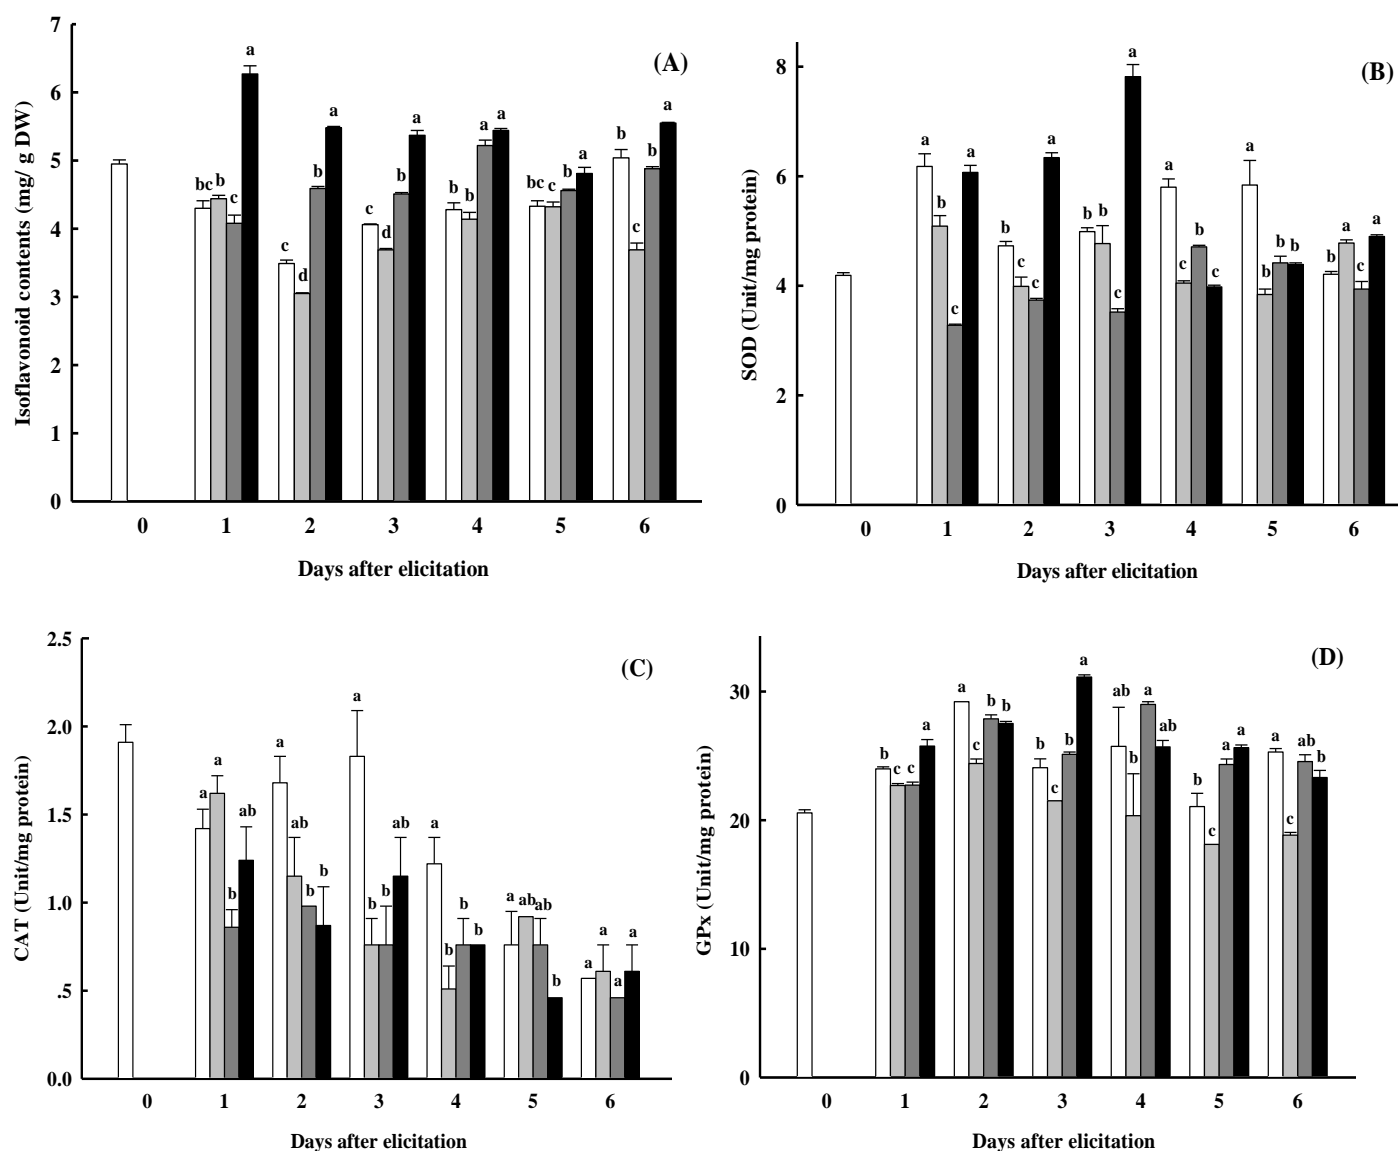 (A)
Isoflavonoid contents (mg/ g DW)
7
6
5
4
3
2
1
0
bc b c a
c d b a
c d b a
b b a a
bc c b a
b c b a
0 1 2 3 4 5 6
Days after elicitation
(B)
SOD (Unit/mg protein)
8
6
4
2
0
a b c a
b c c a
b b c a
a c b c
a b b b
b a c a
0 1 2 3 4 5 6
Days after elicitation
(C)
CAT (Unit/mg protein)
2.5
2.0
1.5
1.0
.5
0.0
a a b ab
a ab b b
a b b ab
a b b b
a ab ab b
a a a a
0 1 2 3 4 5 6
Days after elicitation
(D)
GPx (Unit/mg protein)
30
20
10
0
b c c a
a c b b
b c b a
ab b a ab
b c a a
a c ab b
0 1 2 3 4 5 6
Days after elicitation